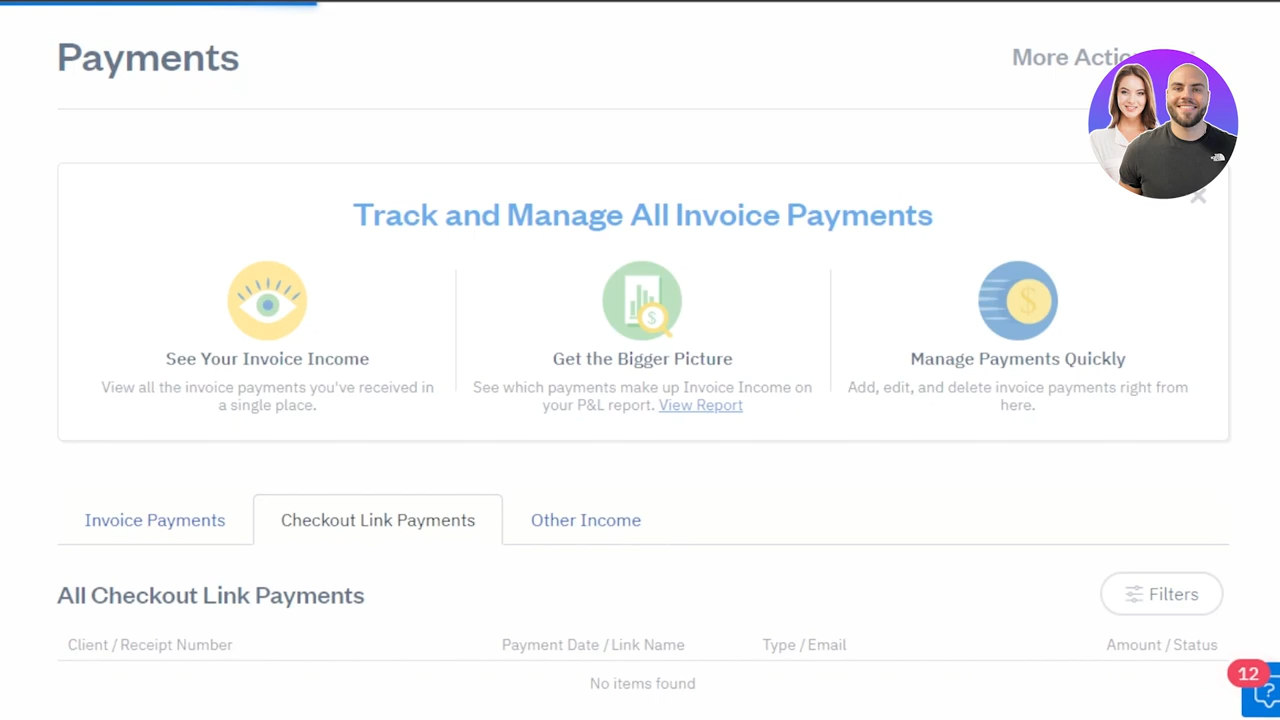 Payments
More Actio
Track and Manage All Invoice Payments
See Your Invoice Income
View all the invoice payments you've received in
a single place.
Get the Bigger Picture
See which payments make up Invoice Income on
your P&L report. View Report
Manage Payments Quickly
Add, edit, and delete invoice payments right from
here.
Invoice Payments
Checkout Link Payments
Other Income
All Checkout Link Payments
Filters
Client / Receipt Number
Payment Date / Link Name
Type / Email
Amount / Status
No items found
12